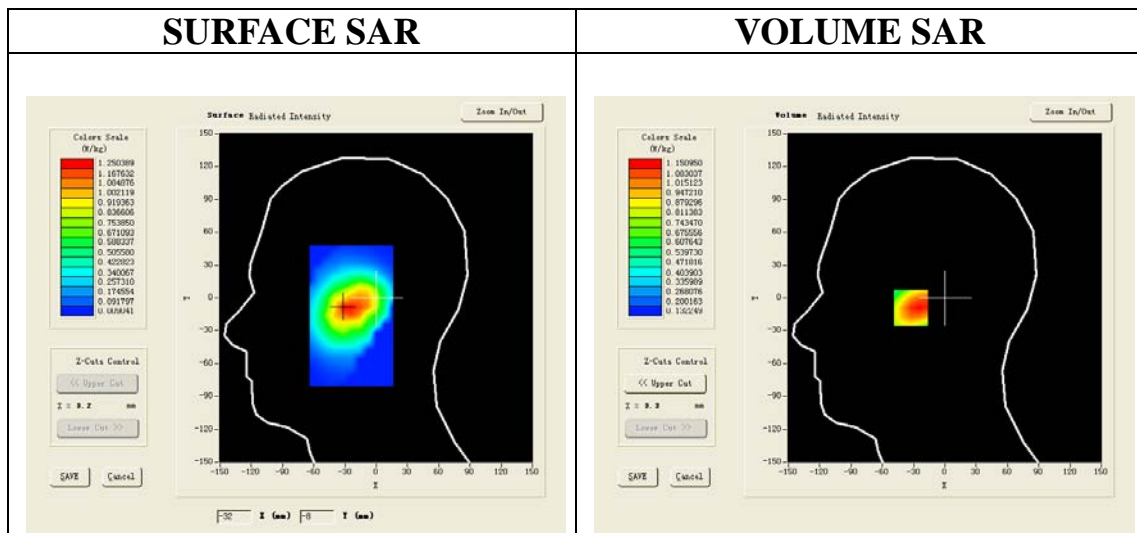 SURFACE SAR
VOLUME SAR
Surface Radiated Intensity
Zoom In/Out
Colors Scale
(W/kg)
1.250389
1.167632
1.084876
1.002119
0.919363
0.836606
0.753850
0.671093
0.588337
0.505580
0.422823
0.340067
0.257310
0.174554
0.091797
0.009041
150
120
90
60
30
0
-30
-60
-90
-120
-150
Y
-150 -120 -90 -60 -30 0 30 60 90 120 150
X
Z-Cuts Control
<< Upper Cut
mm
Lower Cut >>
SAVE
Cancel
-32 X (mm) -8 Y (mm)
Volume Radiated Intensity
Zoom In/Out
Colors Scale
(W/kg)
1.150950
1.083037
1.015123
0.947210
0.879296
0.811383
0.743470
0.675556
0.607643
0.539730
0.471816
0.403903
0.335989
0.268076
0.200163
0.132249
150
120
90
60
30
0
-30
-60
-90
-120
-150
Y
-150 -120 -90 -60 -30 0 30 60 90 120 150
X
Z-Cuts Control
<< Upper Cut
mm
Lower Cut >>
SAVE
Cancel